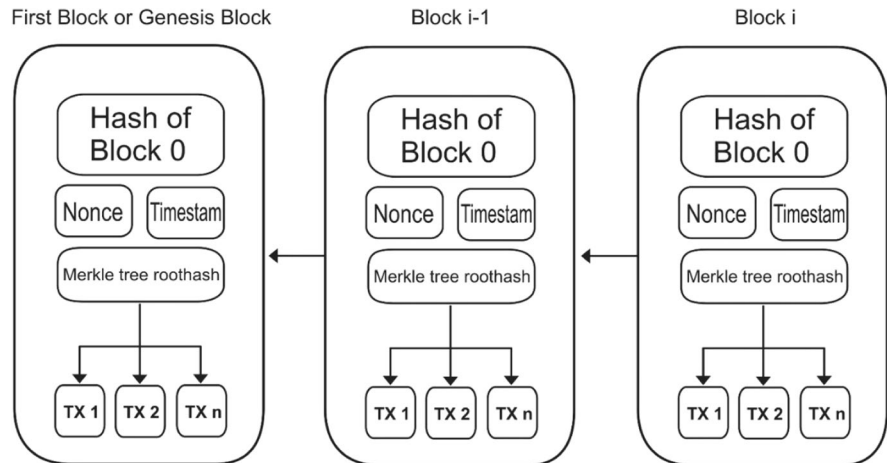 First Block or Genesis Block
Hash of
Block 0
Nonce
Timestam
Merkle tree roothash
TX 1
TX 2
TX n
Block i-1
Hash of
Block 0
Nonce
Timestam
Merkle tree roothash
TX 1
TX 2
TX n
Block i
Hash of
Block 0
Nonce
Timestam
Merkle tree roothash
TX 1
TX 2
TX n